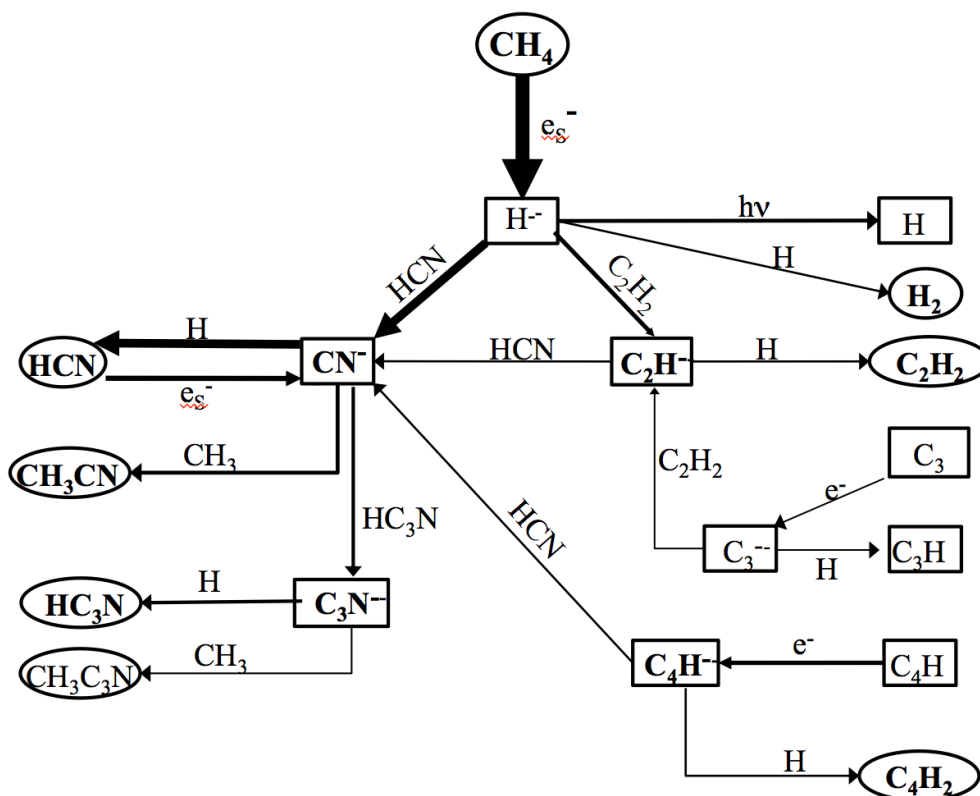 CH₄
eₛ⁻
H⁻
hν
H
H
H₂
HCN
C₂H₂
H
HCN
HCN
CN⁻
C₂H⁻
H
C₂H₂
eₛ⁻
CH₃
CH₃CN
C₂H₂
C₃
e⁻
HC₃N
HCN
C₃⁻
H
C₃H
H
HC₃N
C₃N⁻
CH₃
CH₃C₃N
C₄H⁻
e⁻
C₄H
H
C₄H₂